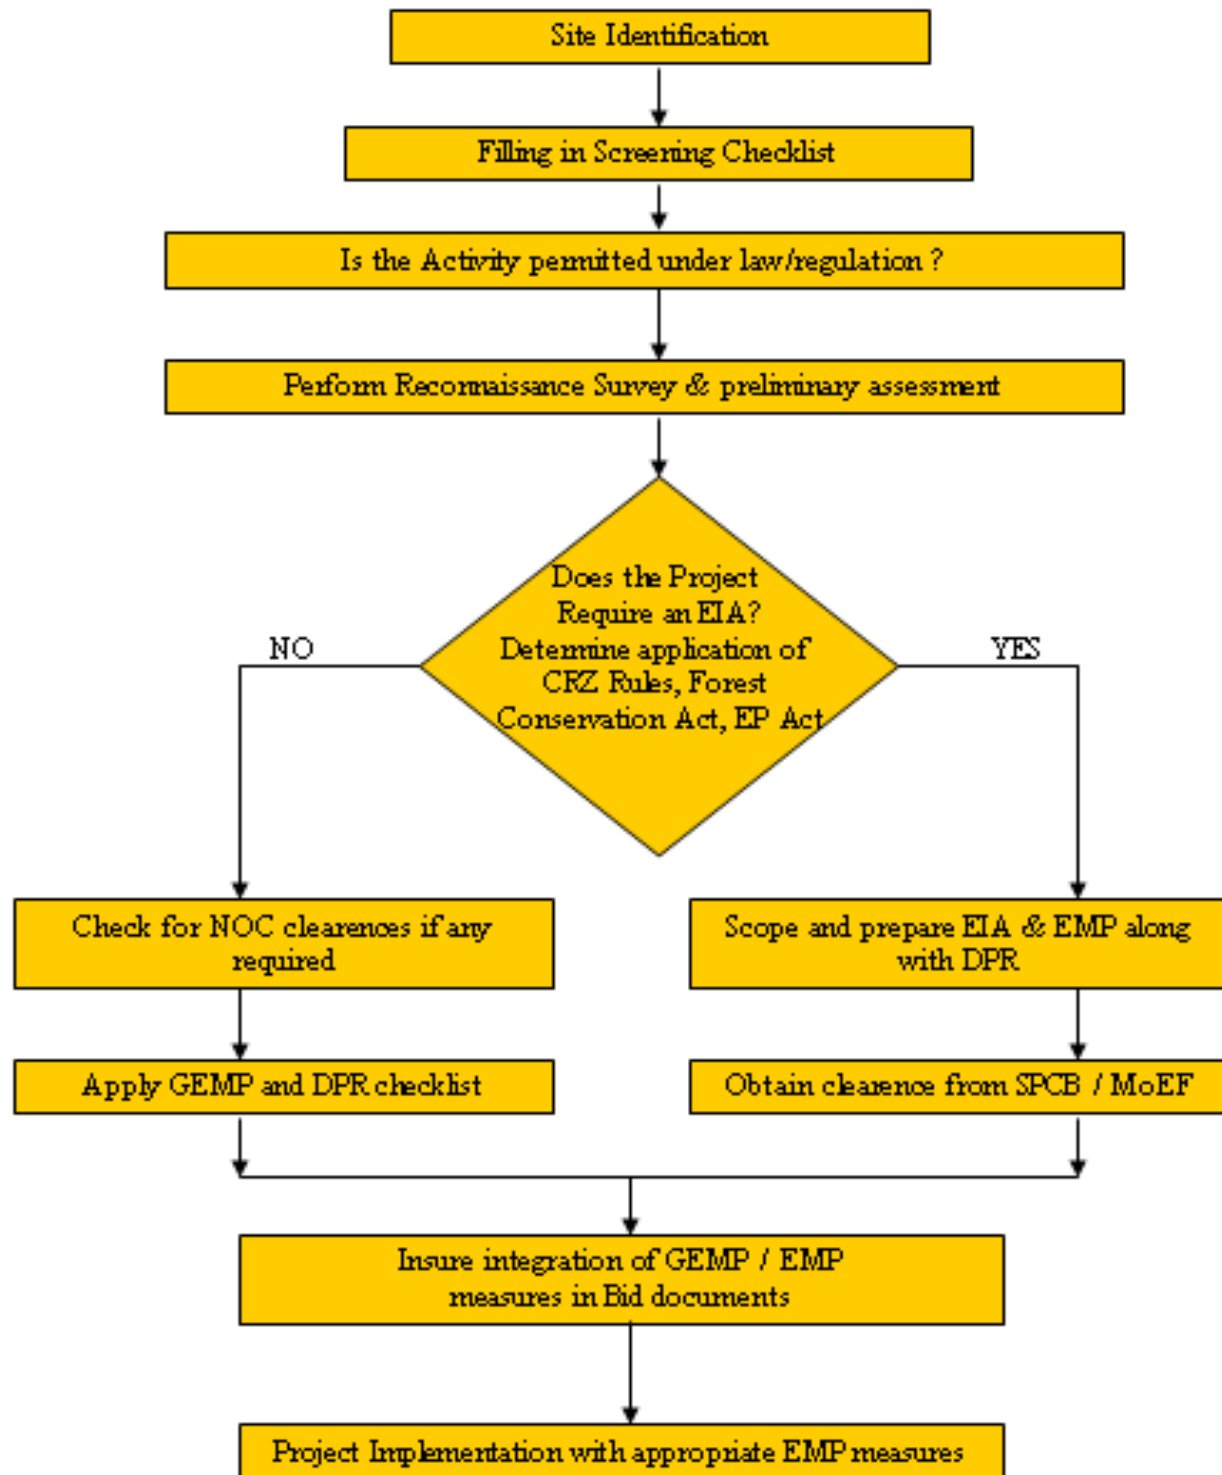 Site Identification
Filling in Screening Checklist
Is the Activity permitted under law/regulation ?
Perform Reconnaissance Survey & preliminary assessment
Does the Project
Require an EIA?
Determine application of
CRZ Rules, Forest
Conservation Act, EP Act
NO
YES
Check for NOC clearences if any
required
Scope and prepare EIA & EMP along
with DPR
Apply GEMP and DPR checklist
Obtain clearence from SPCB / MoEF
Insure integration of GEMP / EMP
measures in Bid documents
Project Implementation with appropriate EMP measures